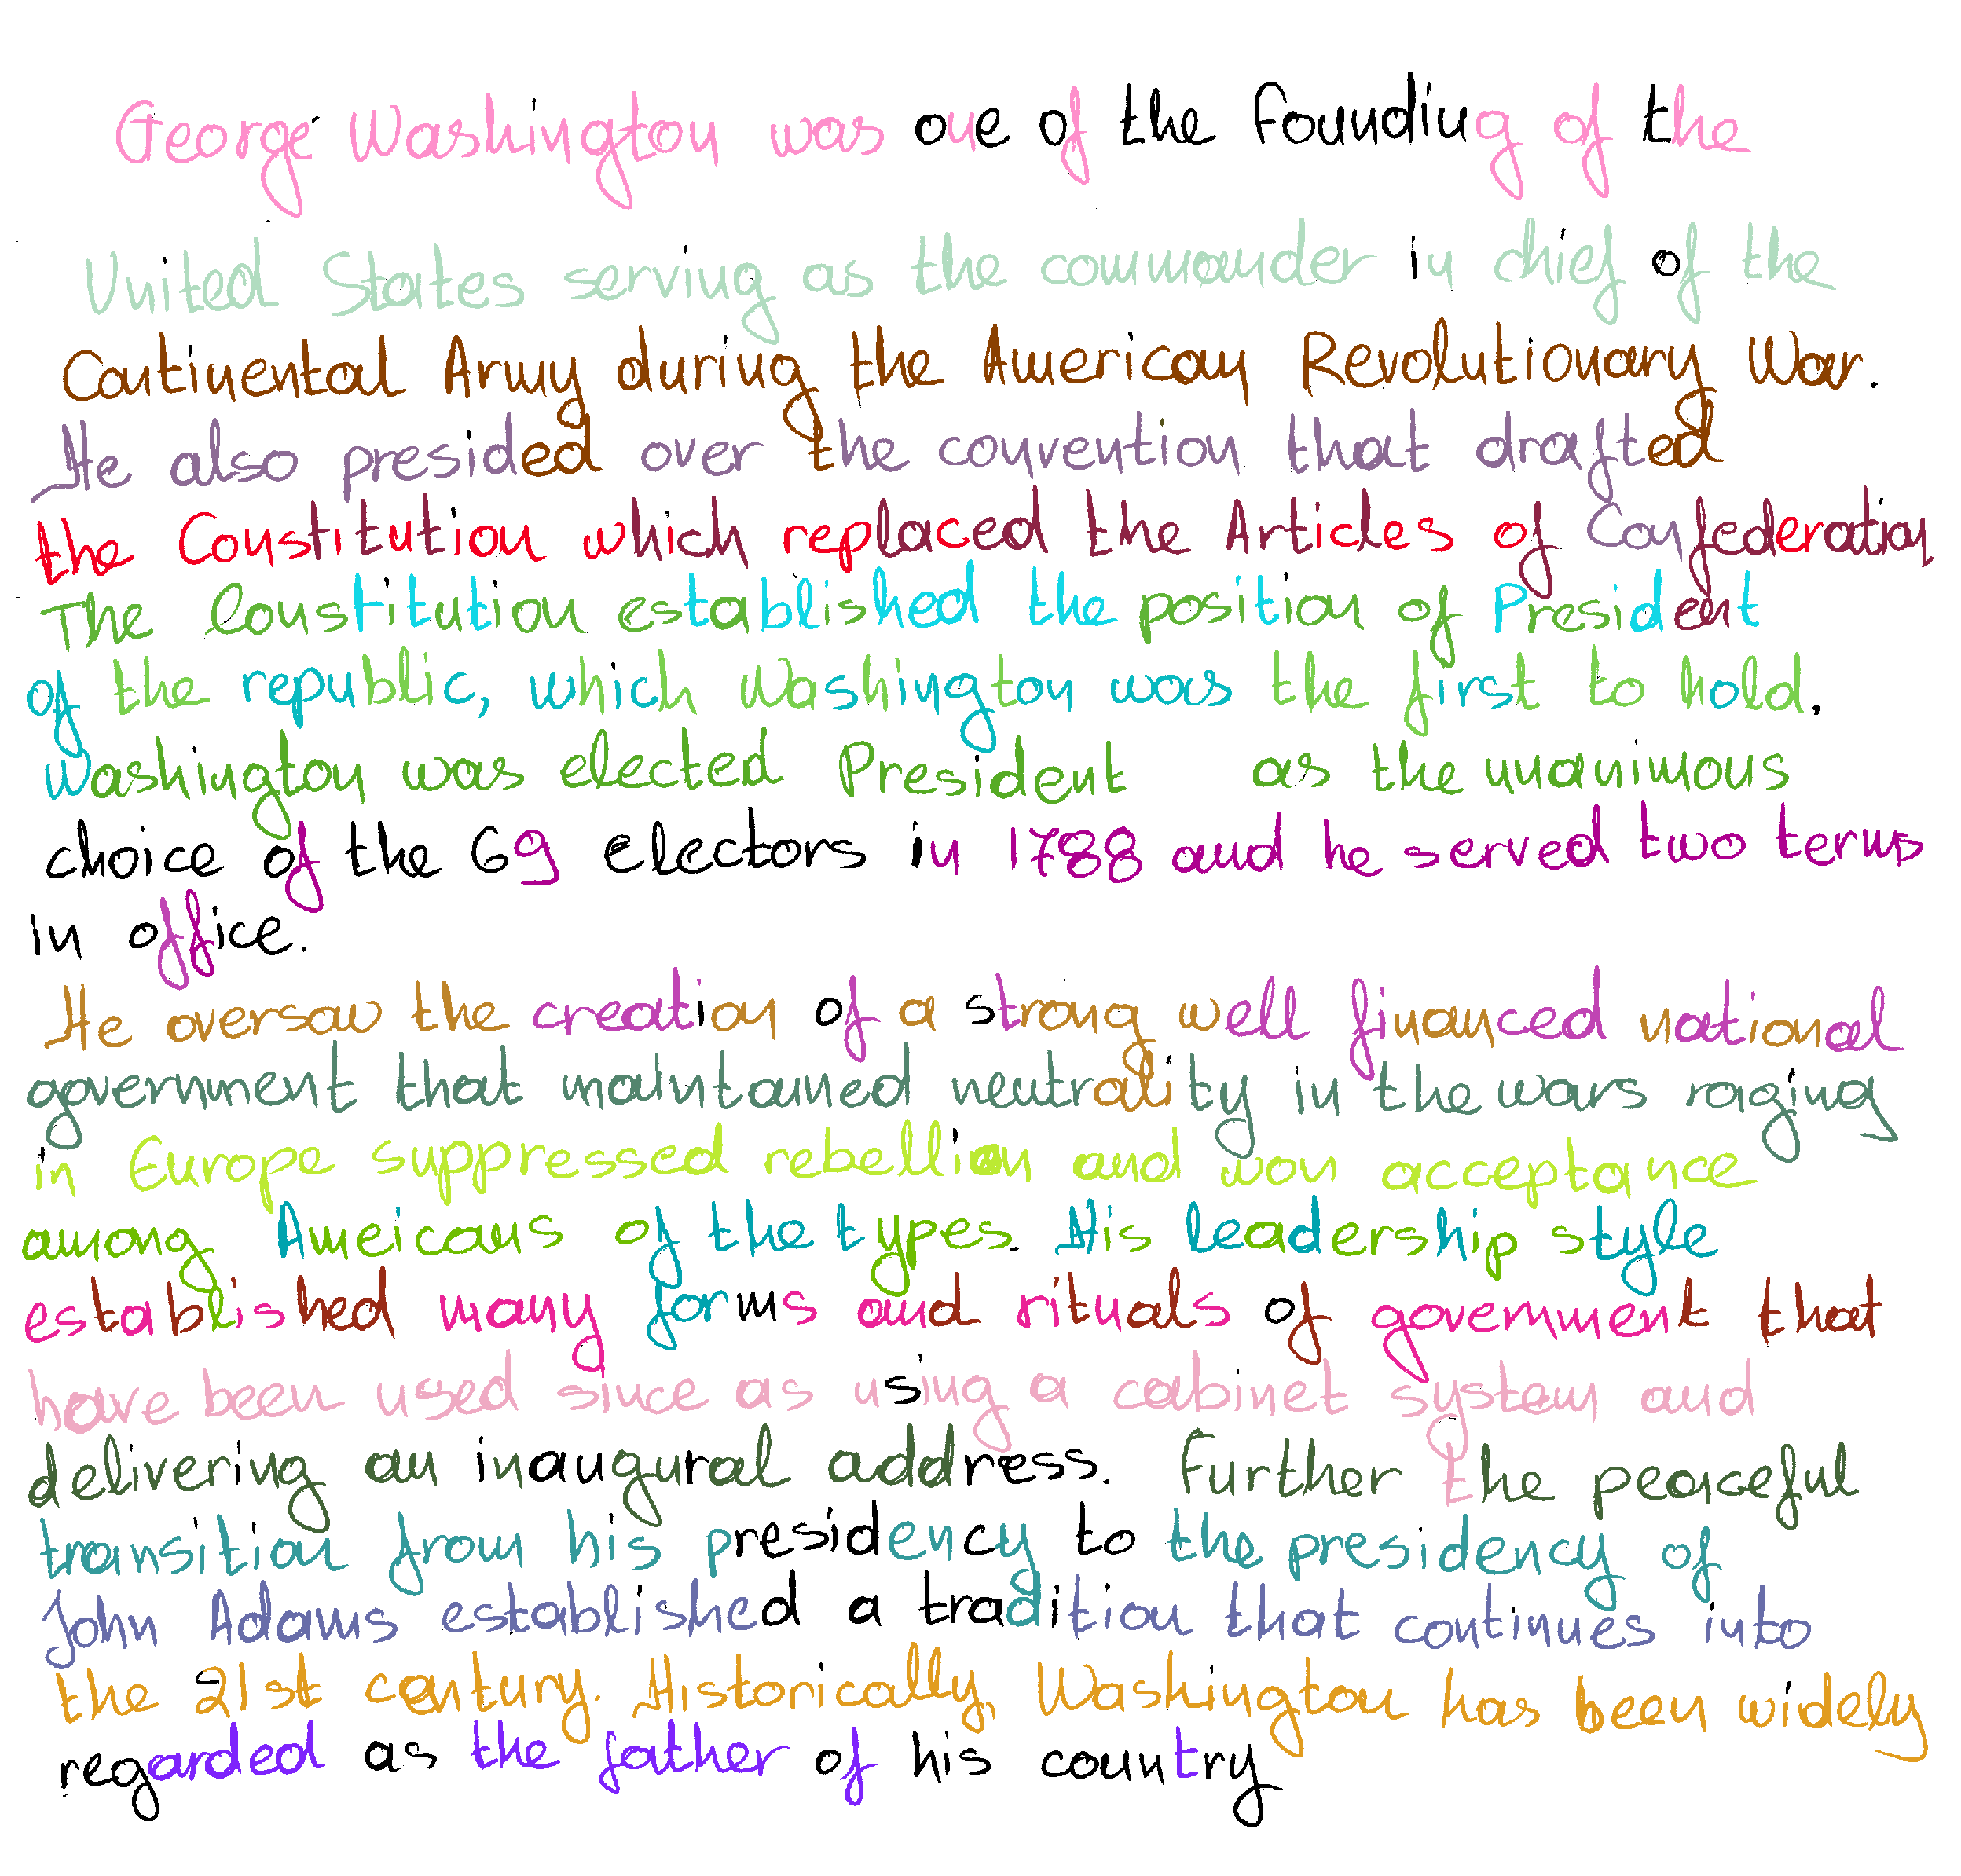 George Washington was one of the Founding of the
United States serving as the commander in chief of the
Continental Army during the American Revolutionary War.
He also presided over the convention that drafted
the Constitution which replaced the Articles of Confederation
The Constitution established the position of President
of the republic, which Washington was the first to hold.
Washington was elected President as the unanimous
choice of the 69 electors in 1788 and he served two terms
in office.
He oversaw the creation of a strong well financed national
government that maintained neutrality in the wars raging
in Europe suppressed rebellion and won acceptance
among Ameicans of the types. His leadership style
established many forms and rituals of government that
have been used since as using a cabinet system and
delivering an inaugural address. Further the peaceful
transition from his presidency to the presidency of
John Adams established a tradition that continues into
the 21st century. Historically, Washington has been widely
regarded as the father of his country